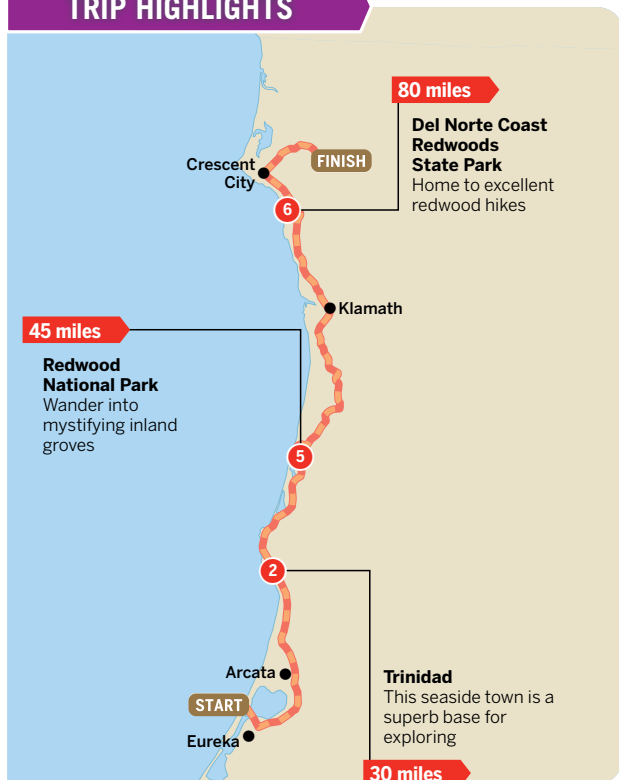 TRIP HIGHLIGHTS
80 miles
Del Norte Coast
Redwoods
State Park
Home to excellent
redwood hikes
FINISH
Crescent
City
6
Klamath
45 miles
Redwood
National Park
Wander into
mystifying inland
groves
5
2
Arcata
START
Eureka
Trinidad
This seaside town is a
superb base for
exploring
30 miles